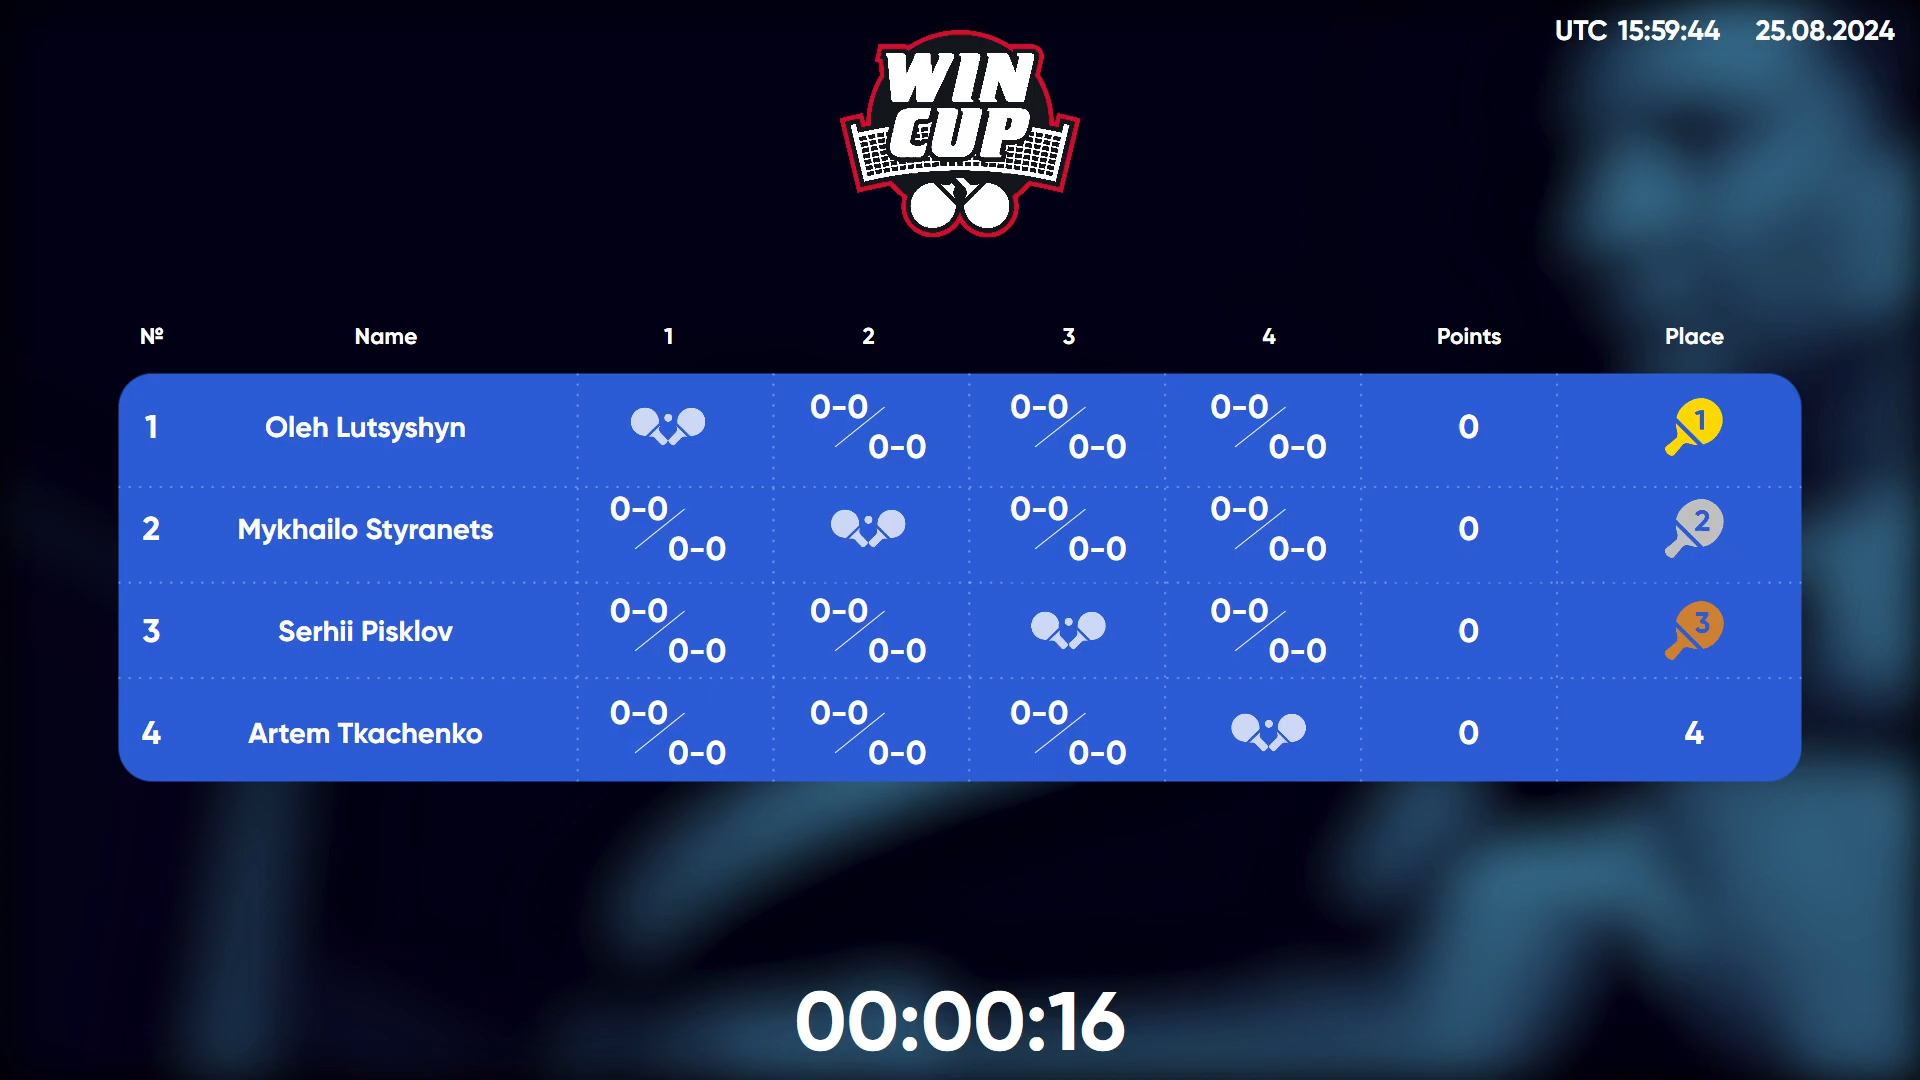 UTC 15:59:44 25.08.2024
WIN
CUP
№ Name 1 2 3 4 Points Place
1 Oleh Lutsyshyn 0-0/0-0 0-0/0-0 0-0/0-0 0 1
2 Mykhailo Styranets 0-0/0-0 0-0/0-0 0-0/0-0 0 2
3 Serhii Pisklov 0-0/0-0 0-0/0-0 0-0/0-0 0 3
4 Artem Tkachenko 0-0/0-0 0-0/0-0 0-0/0-0 0 4
00:00:16